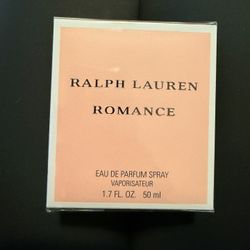 RALPH LAUREN
ROMANCE
EAU DE PARFUM SPRAY
VAPORISATEUR
1.7 FL. OZ. 50 ml